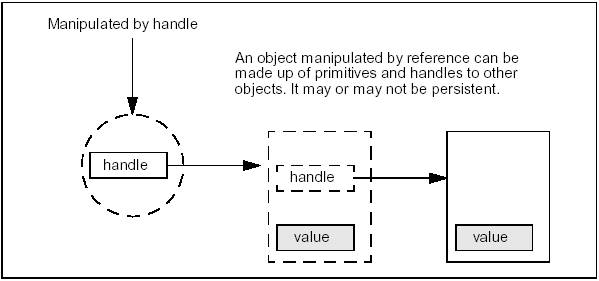 Manipulated by handle
An object manipulated by reference can be
made up of primitives and handles to other
objects. It may or may not be persistent.
handle
handle
value
value